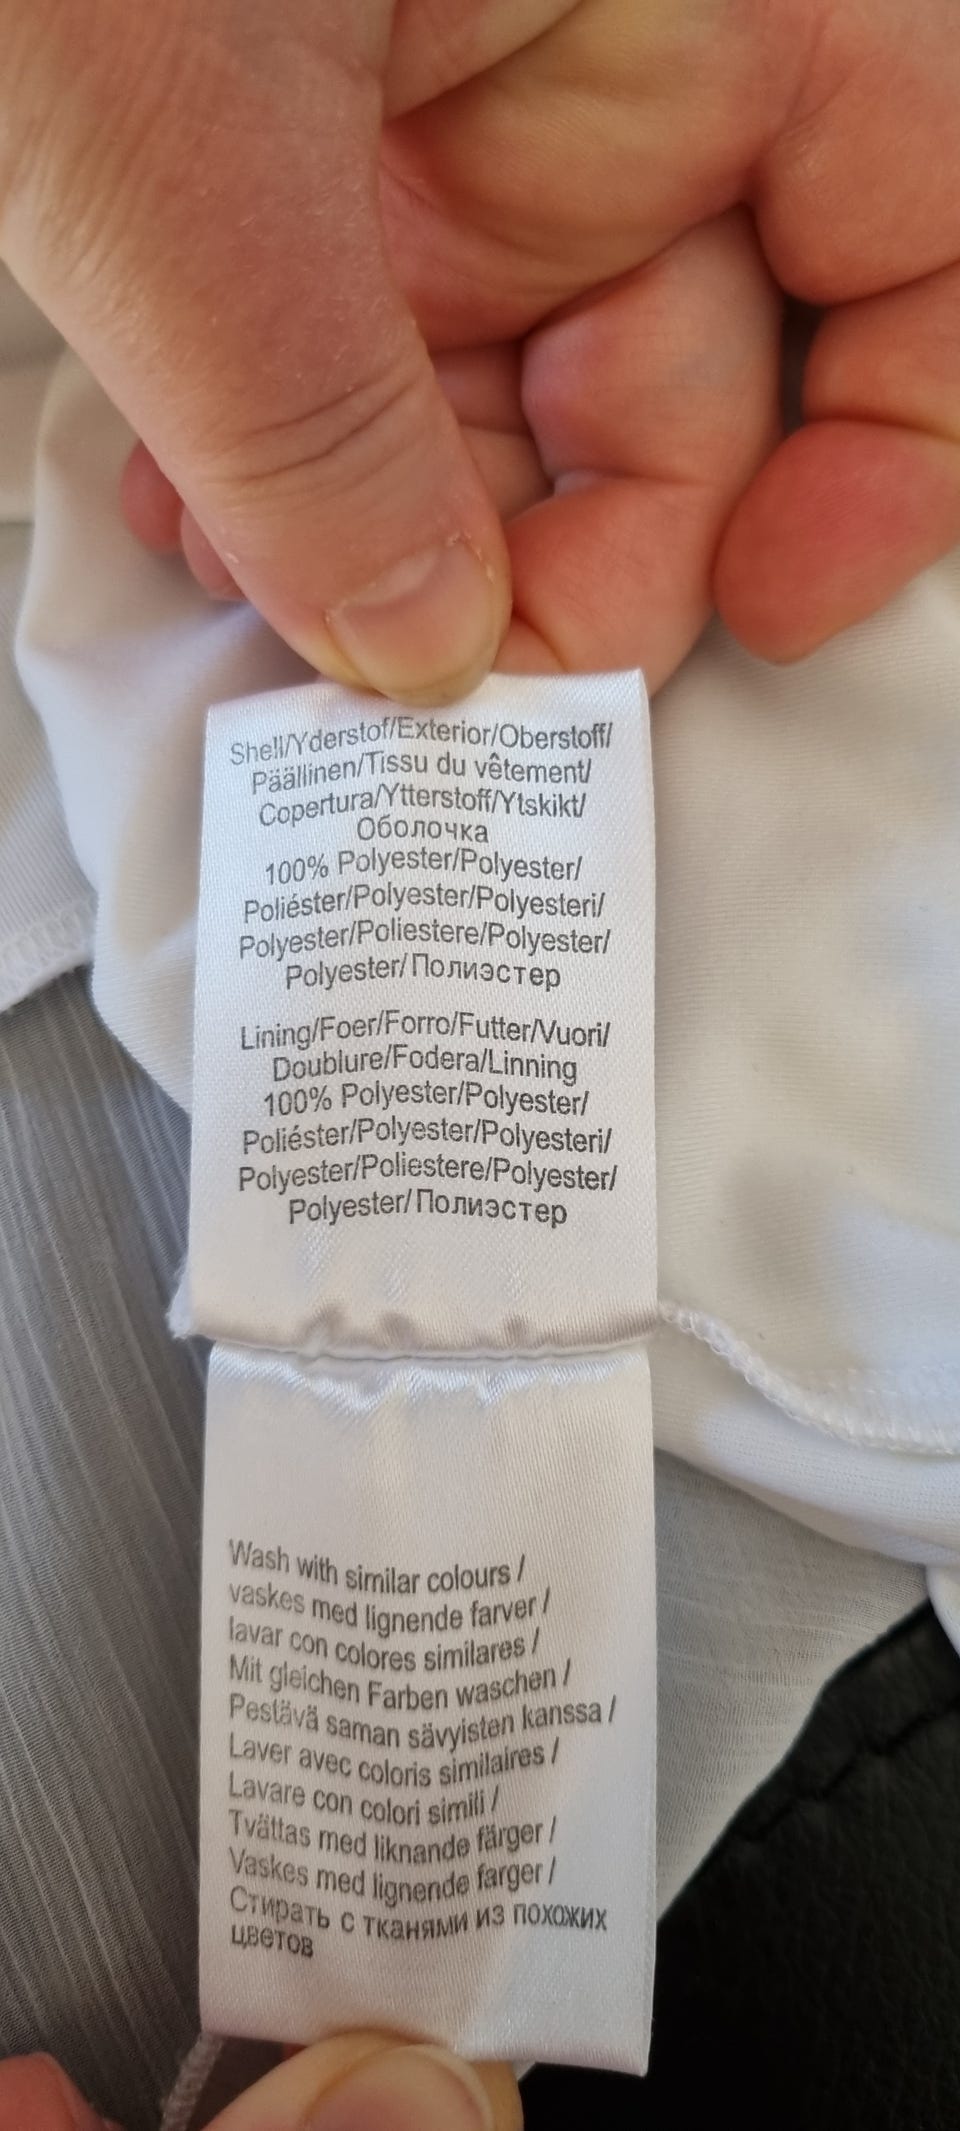 Shell/Yderstof/Exterior/Oberstoff/
Päällinen/Tissu du vêtement/
Copertura/Ytterstoff/Ytskikt/
Оболочка
100% Polyester/Polyester/
Poliéster/Polyester/Polyesteri/
Polyester/Poliestere/Polyester/
Polyester/Полиэстер
Lining/Foer/Forro/Futter/Vuori/
Doublure/Fodera/Linning
100% Polyester/Polyester/
Poliéster/Polyester/Polyesteri/
Polyester/Poliestere/Polyester/
Polyester/Полиэстер
Wash with similar colours /
vaskes med lignende farver /
lavar con colores similares /
Mit gleichen Farben waschen /
Pestävä saman sävyisten kanssa /
Laver avec coloris similaires /
Lavare con colori simili /
Tvättas med liknande färger /
Vaskes med lignende farger /
Стирать с тканями из похожих
цветов